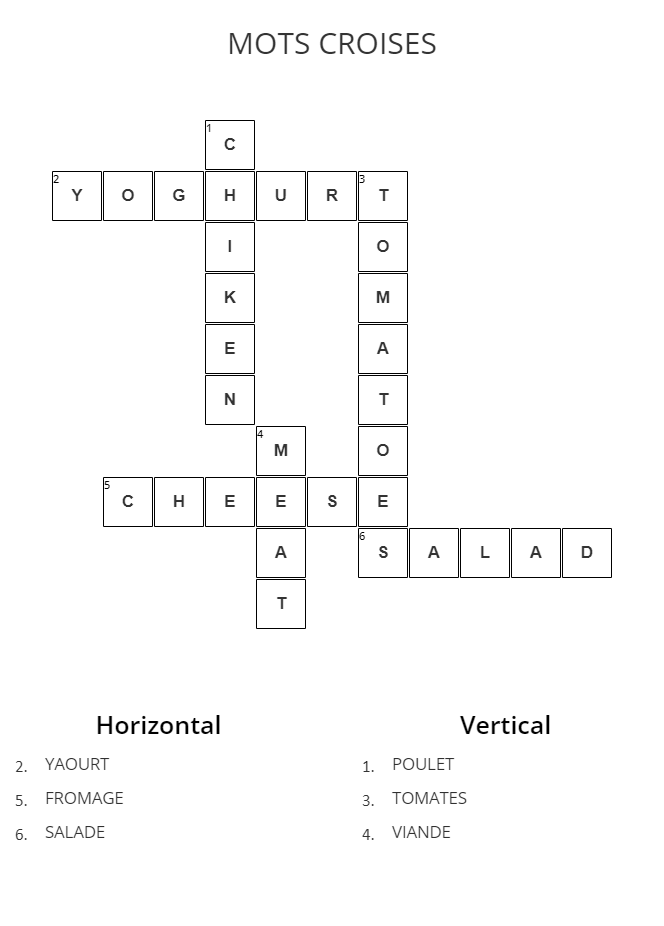 MOTS CROISES
1 C
2 Y O G H U R 3 T
I O
K M
E A
N T
4 M O
5 C H E E S E
A 6 S A L A D
T
Horizontal
2. YAOURT
5. FROMAGE
6. SALADE
Vertical
1. POULET
3. TOMATES
4. VIANDE